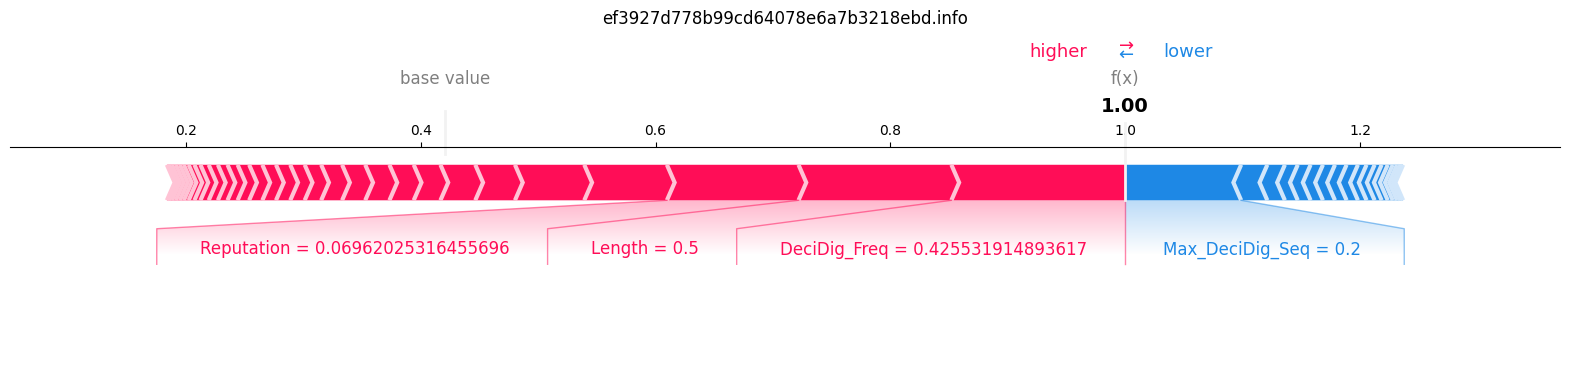 ef3927d778b99cd64078e6a7b3218ebd.info
higher → ← lower
base value f(x)
1.00
0.2 0.4 0.6 0.8 1.0 1.2
Reputation = 0.06962025316455696 Length = 0.5 DeciDig_Freq = 0.425531914893617 Max_DeciDig_Seq = 0.2